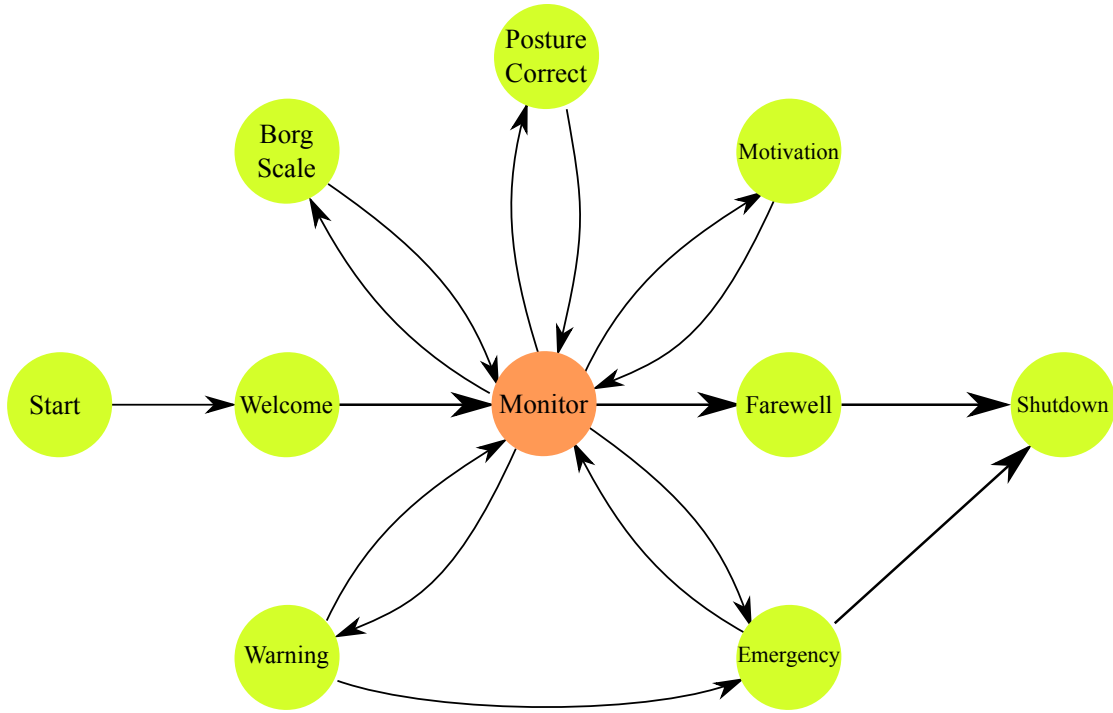 Posture
Correct
Borg
Scale
Motivation
Start
Welcome
Monitor
Farewell
Shutdown
Warning
Emergency